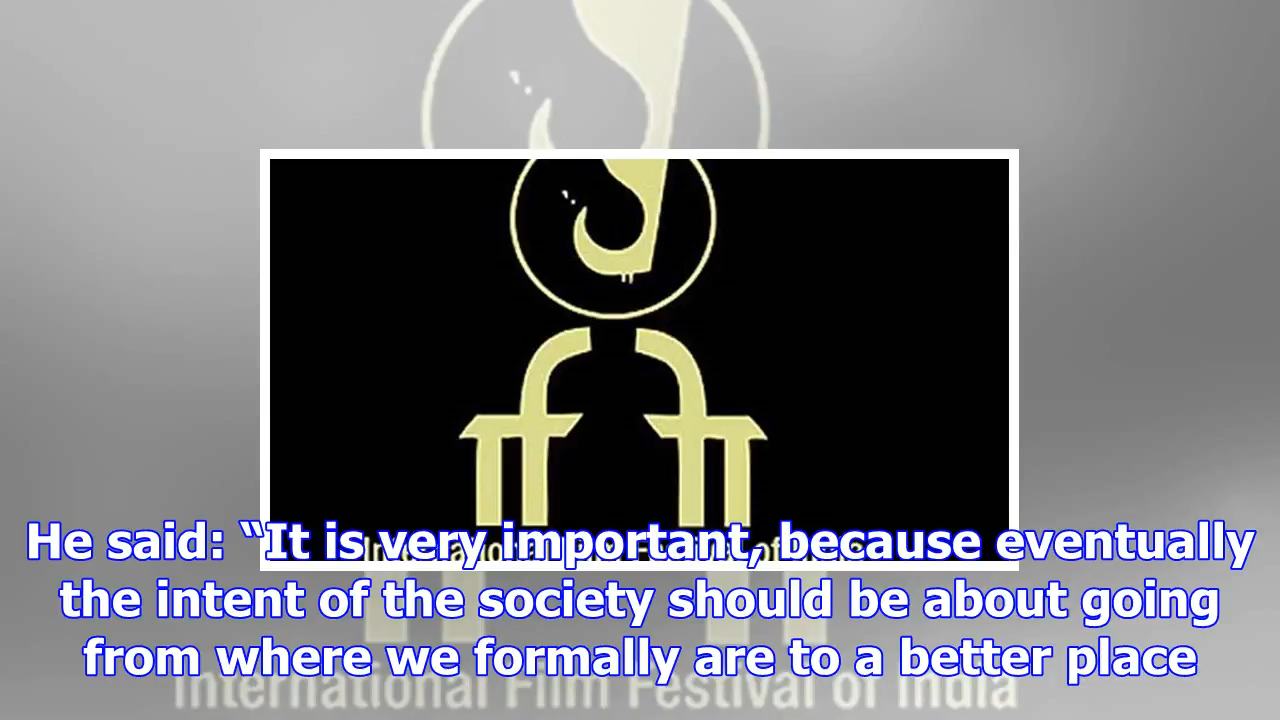 He said: “It is very important, because eventually
the intent of the society should be about going
from where we formally are to a better place
International Film Festival of India